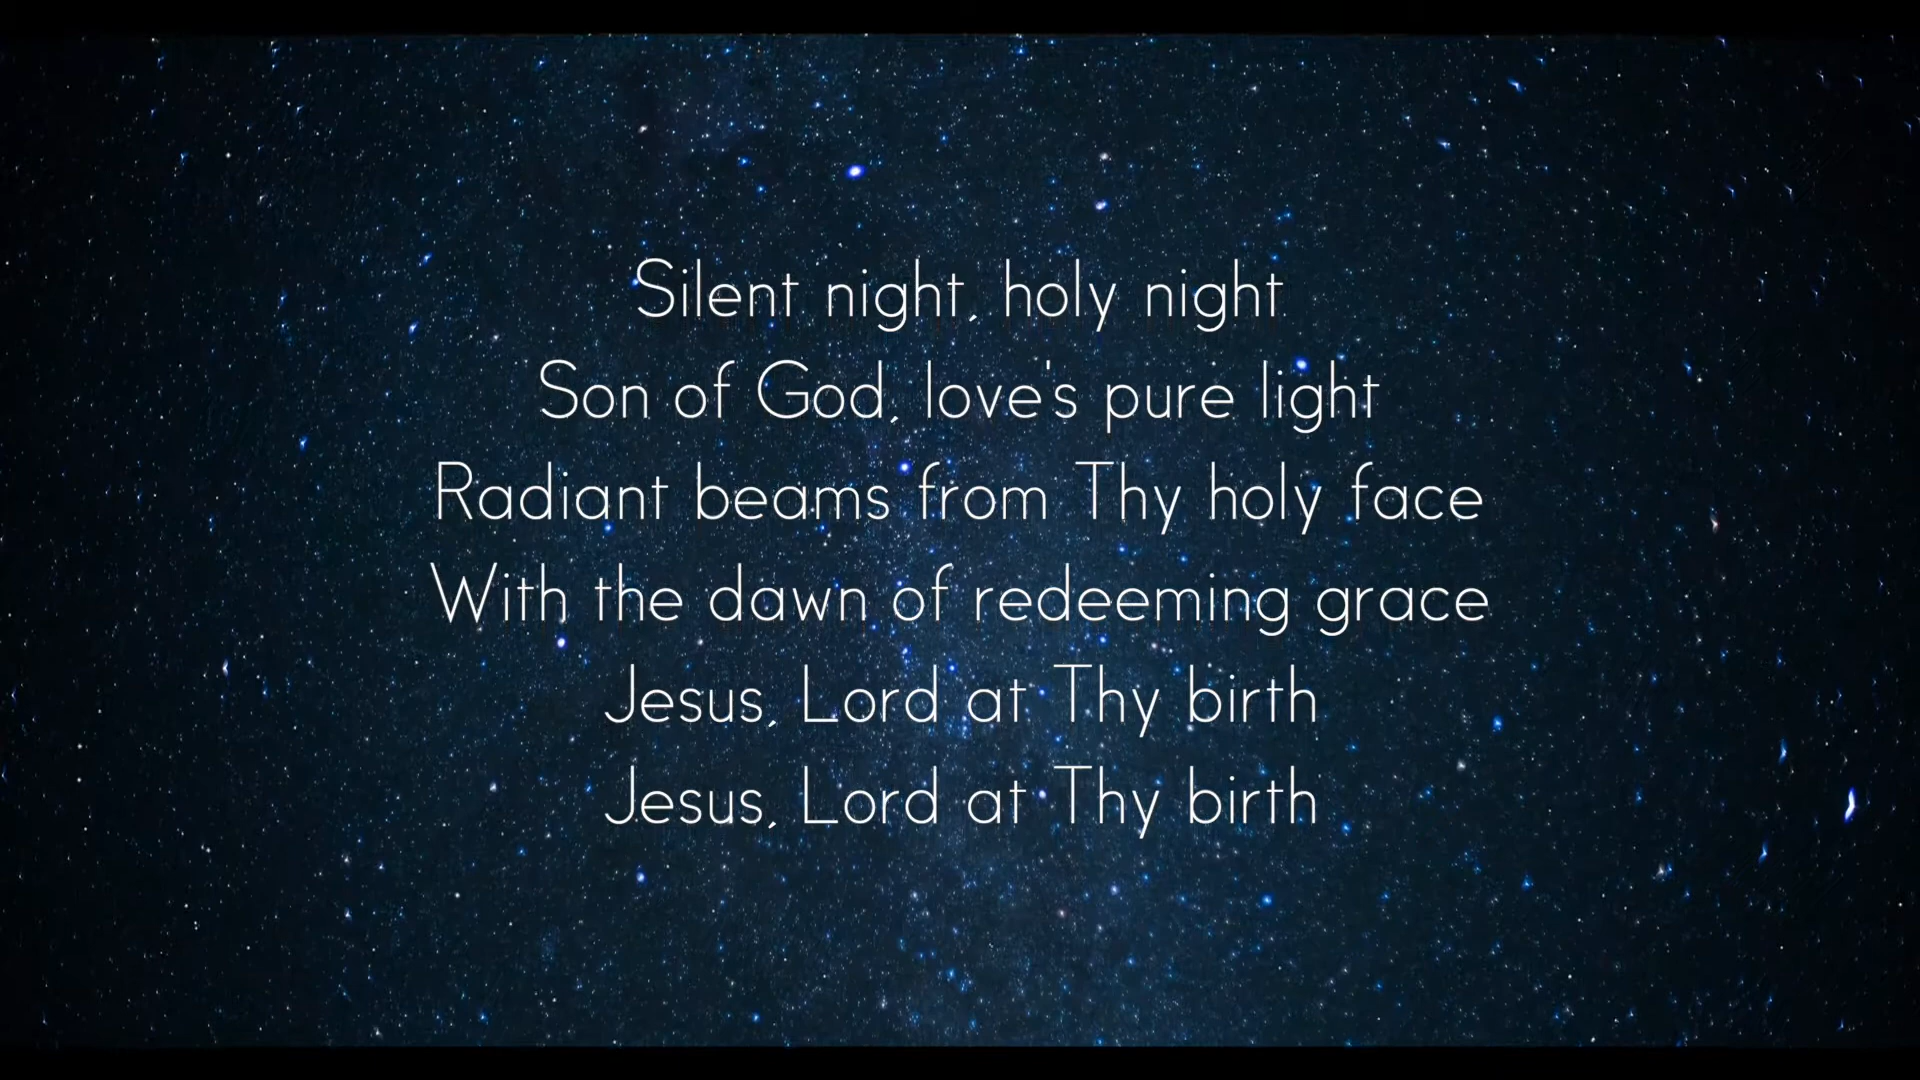 Silent night, holy night
Son of God, love's pure light
Radiant beams from Thy holy face
With the dawn of redeeming grace
Jesus, Lord at Thy birth
Jesus, Lord at Thy birth